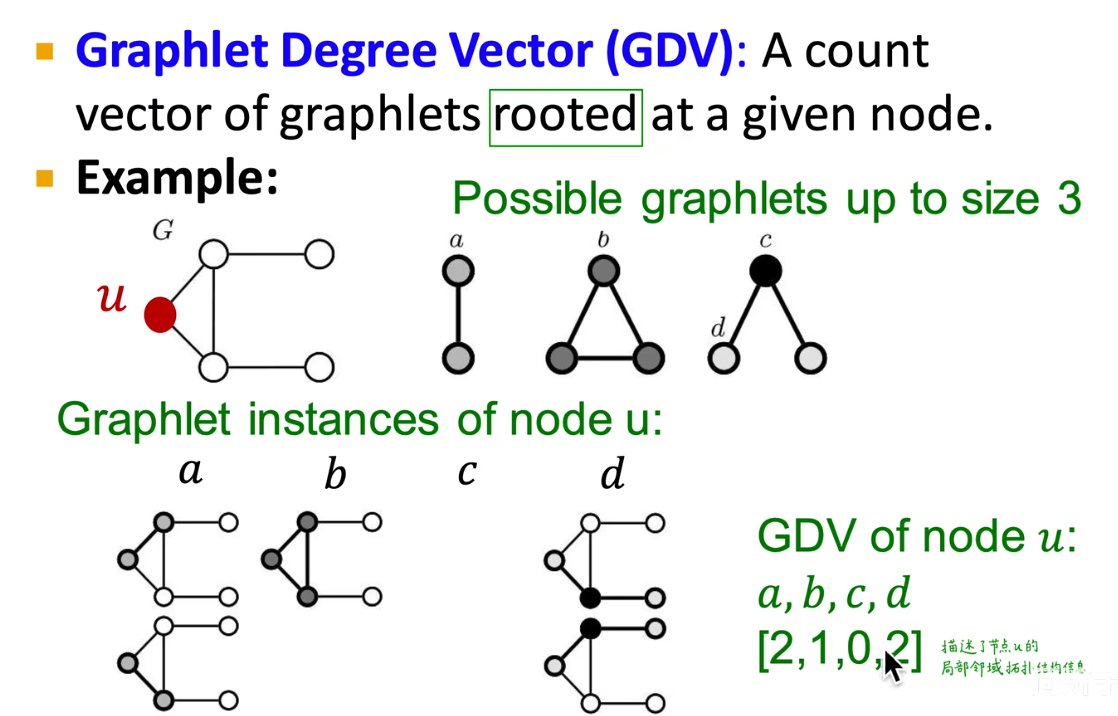 Graphlet Degree Vector (GDV): A count
vector of graphlets rooted at a given node.
Example:
Possible graphlets up to size 3
G
u
a
b
c
d
Graphlet instances of node u:
a b c d
GDV of node u:
a, b, c, d
[2,1,0,2]
描述了节点u的
局部邻域拓扑结构信息